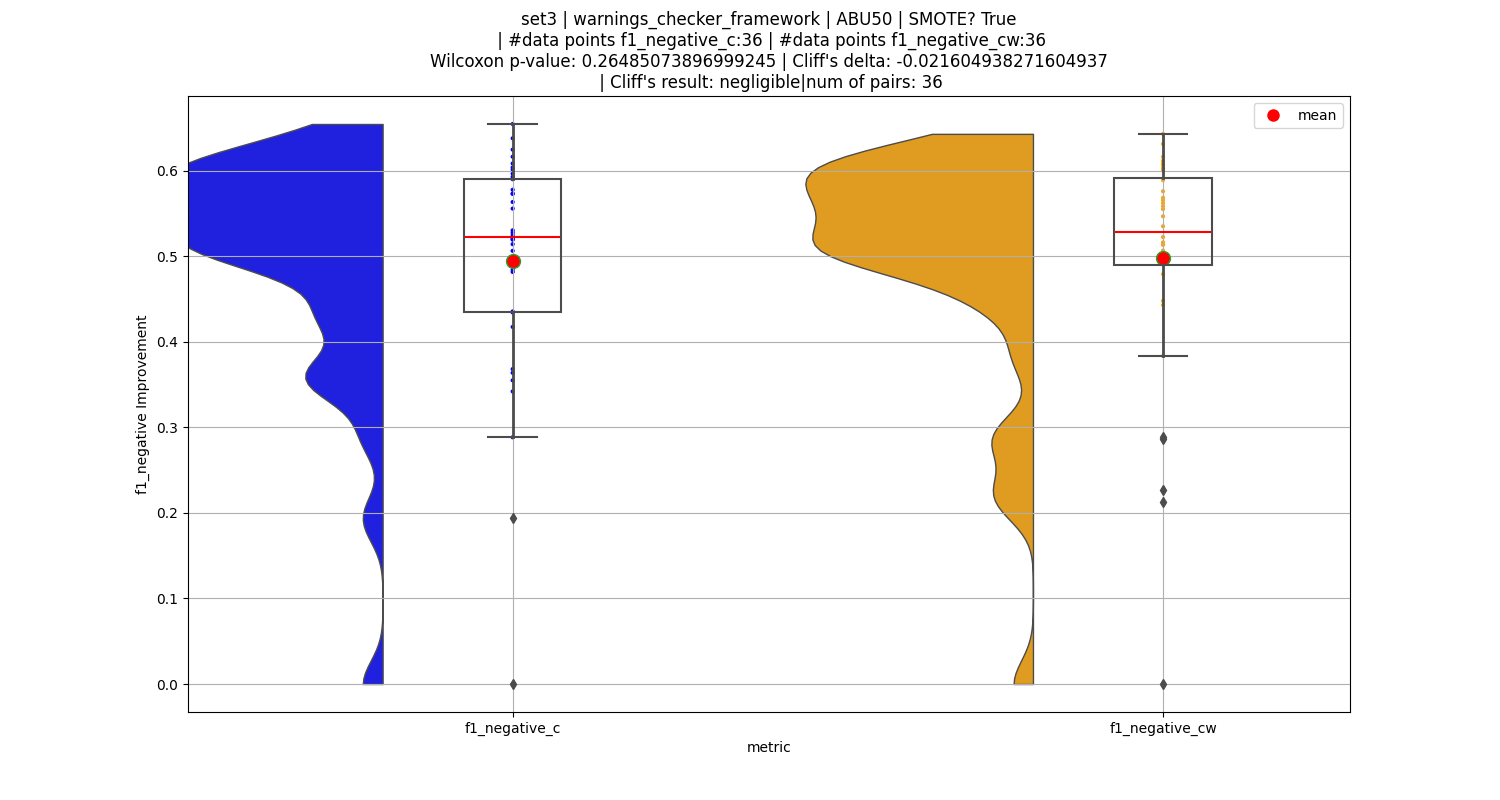 set3 | warnings_checker_framework | ABU50 | SMOTE? True
| #data points f1_negative_c:36 | #data points f1_negative_cw:36
Wilcoxon p-value: 0.26485073896999245 | Cliff's delta: -0.021604938271604937
| Cliff's result: negligible|num of pairs: 36
mean
0.6
0.5
0.4
0.3
0.2
0.1
0.0
f1_negative Improvement
f1_negative_c
f1_negative_cw
metric